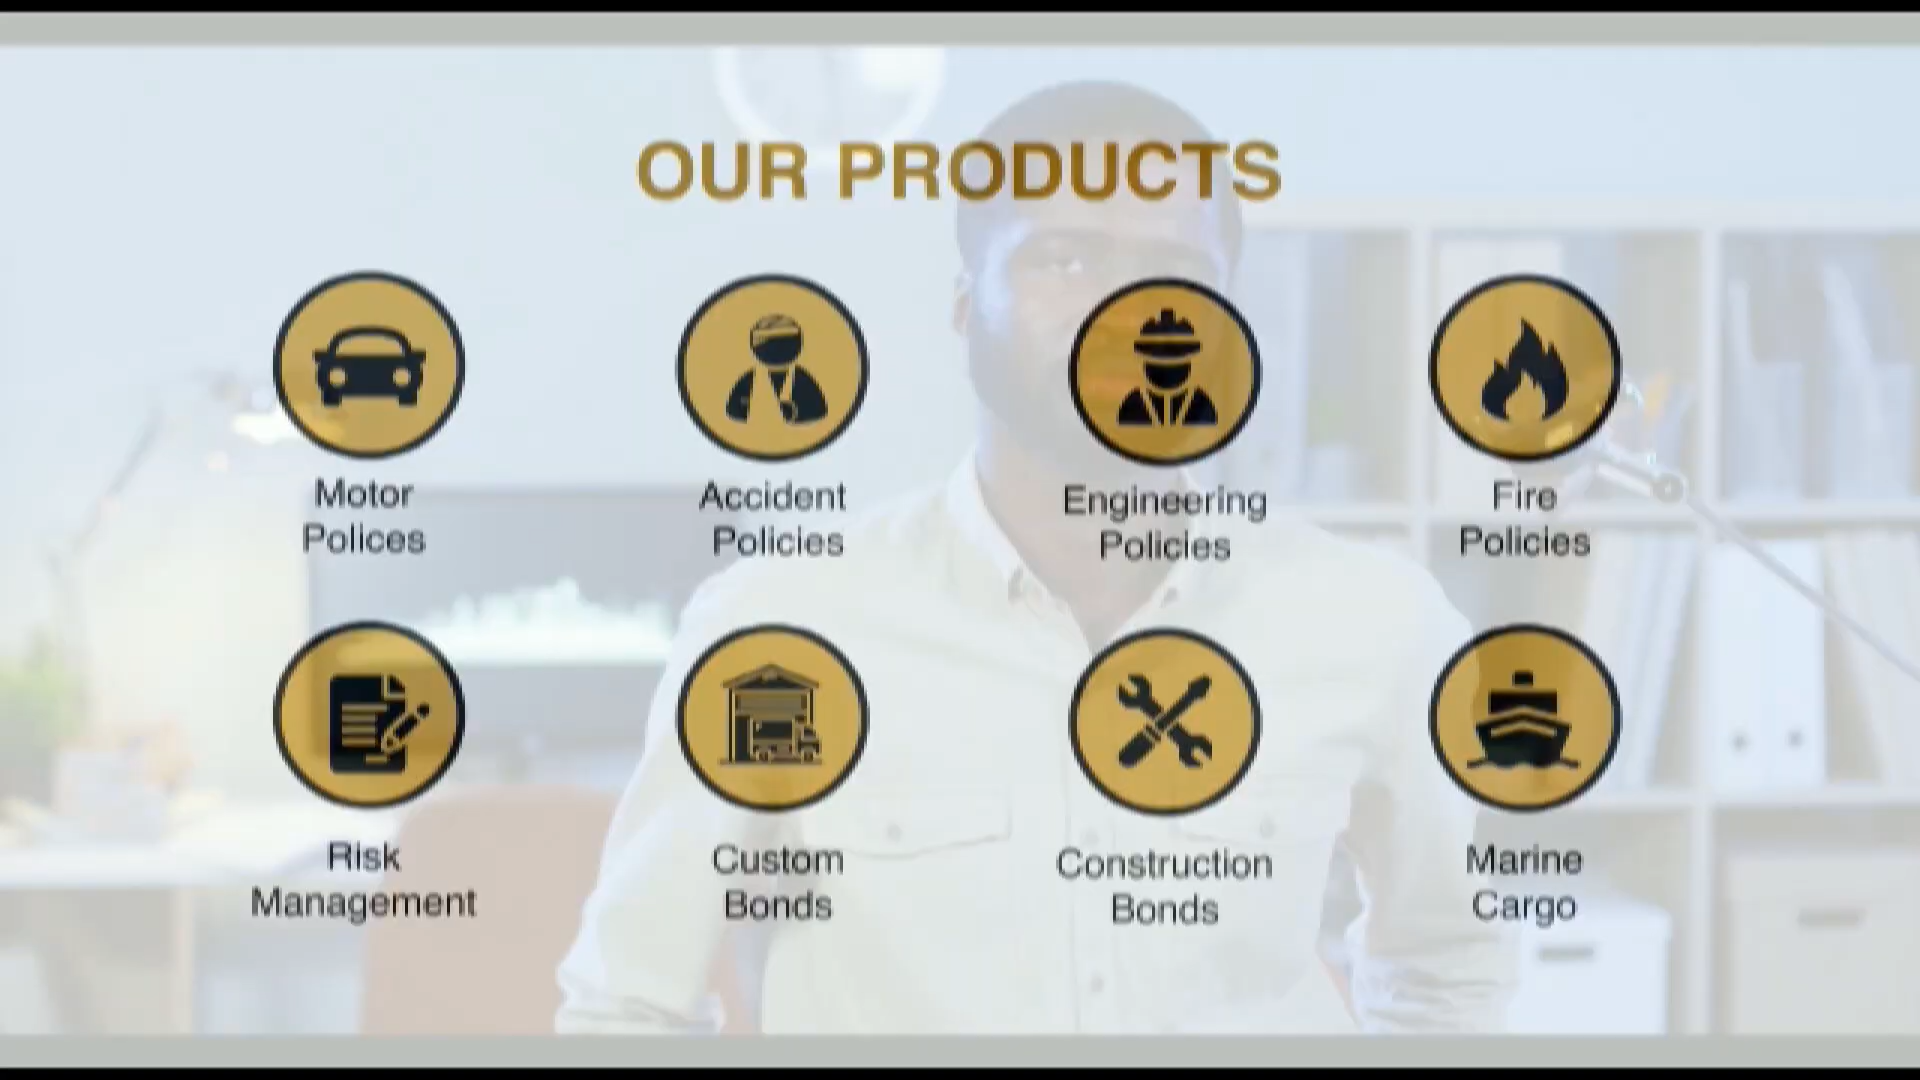 OUR PRODUCTS
Motor
Polices
Accident
Policies
Engineering
Policies
Fire
Policies
Risk
Management
Custom
Bonds
Construction
Bonds
Marine
Cargo